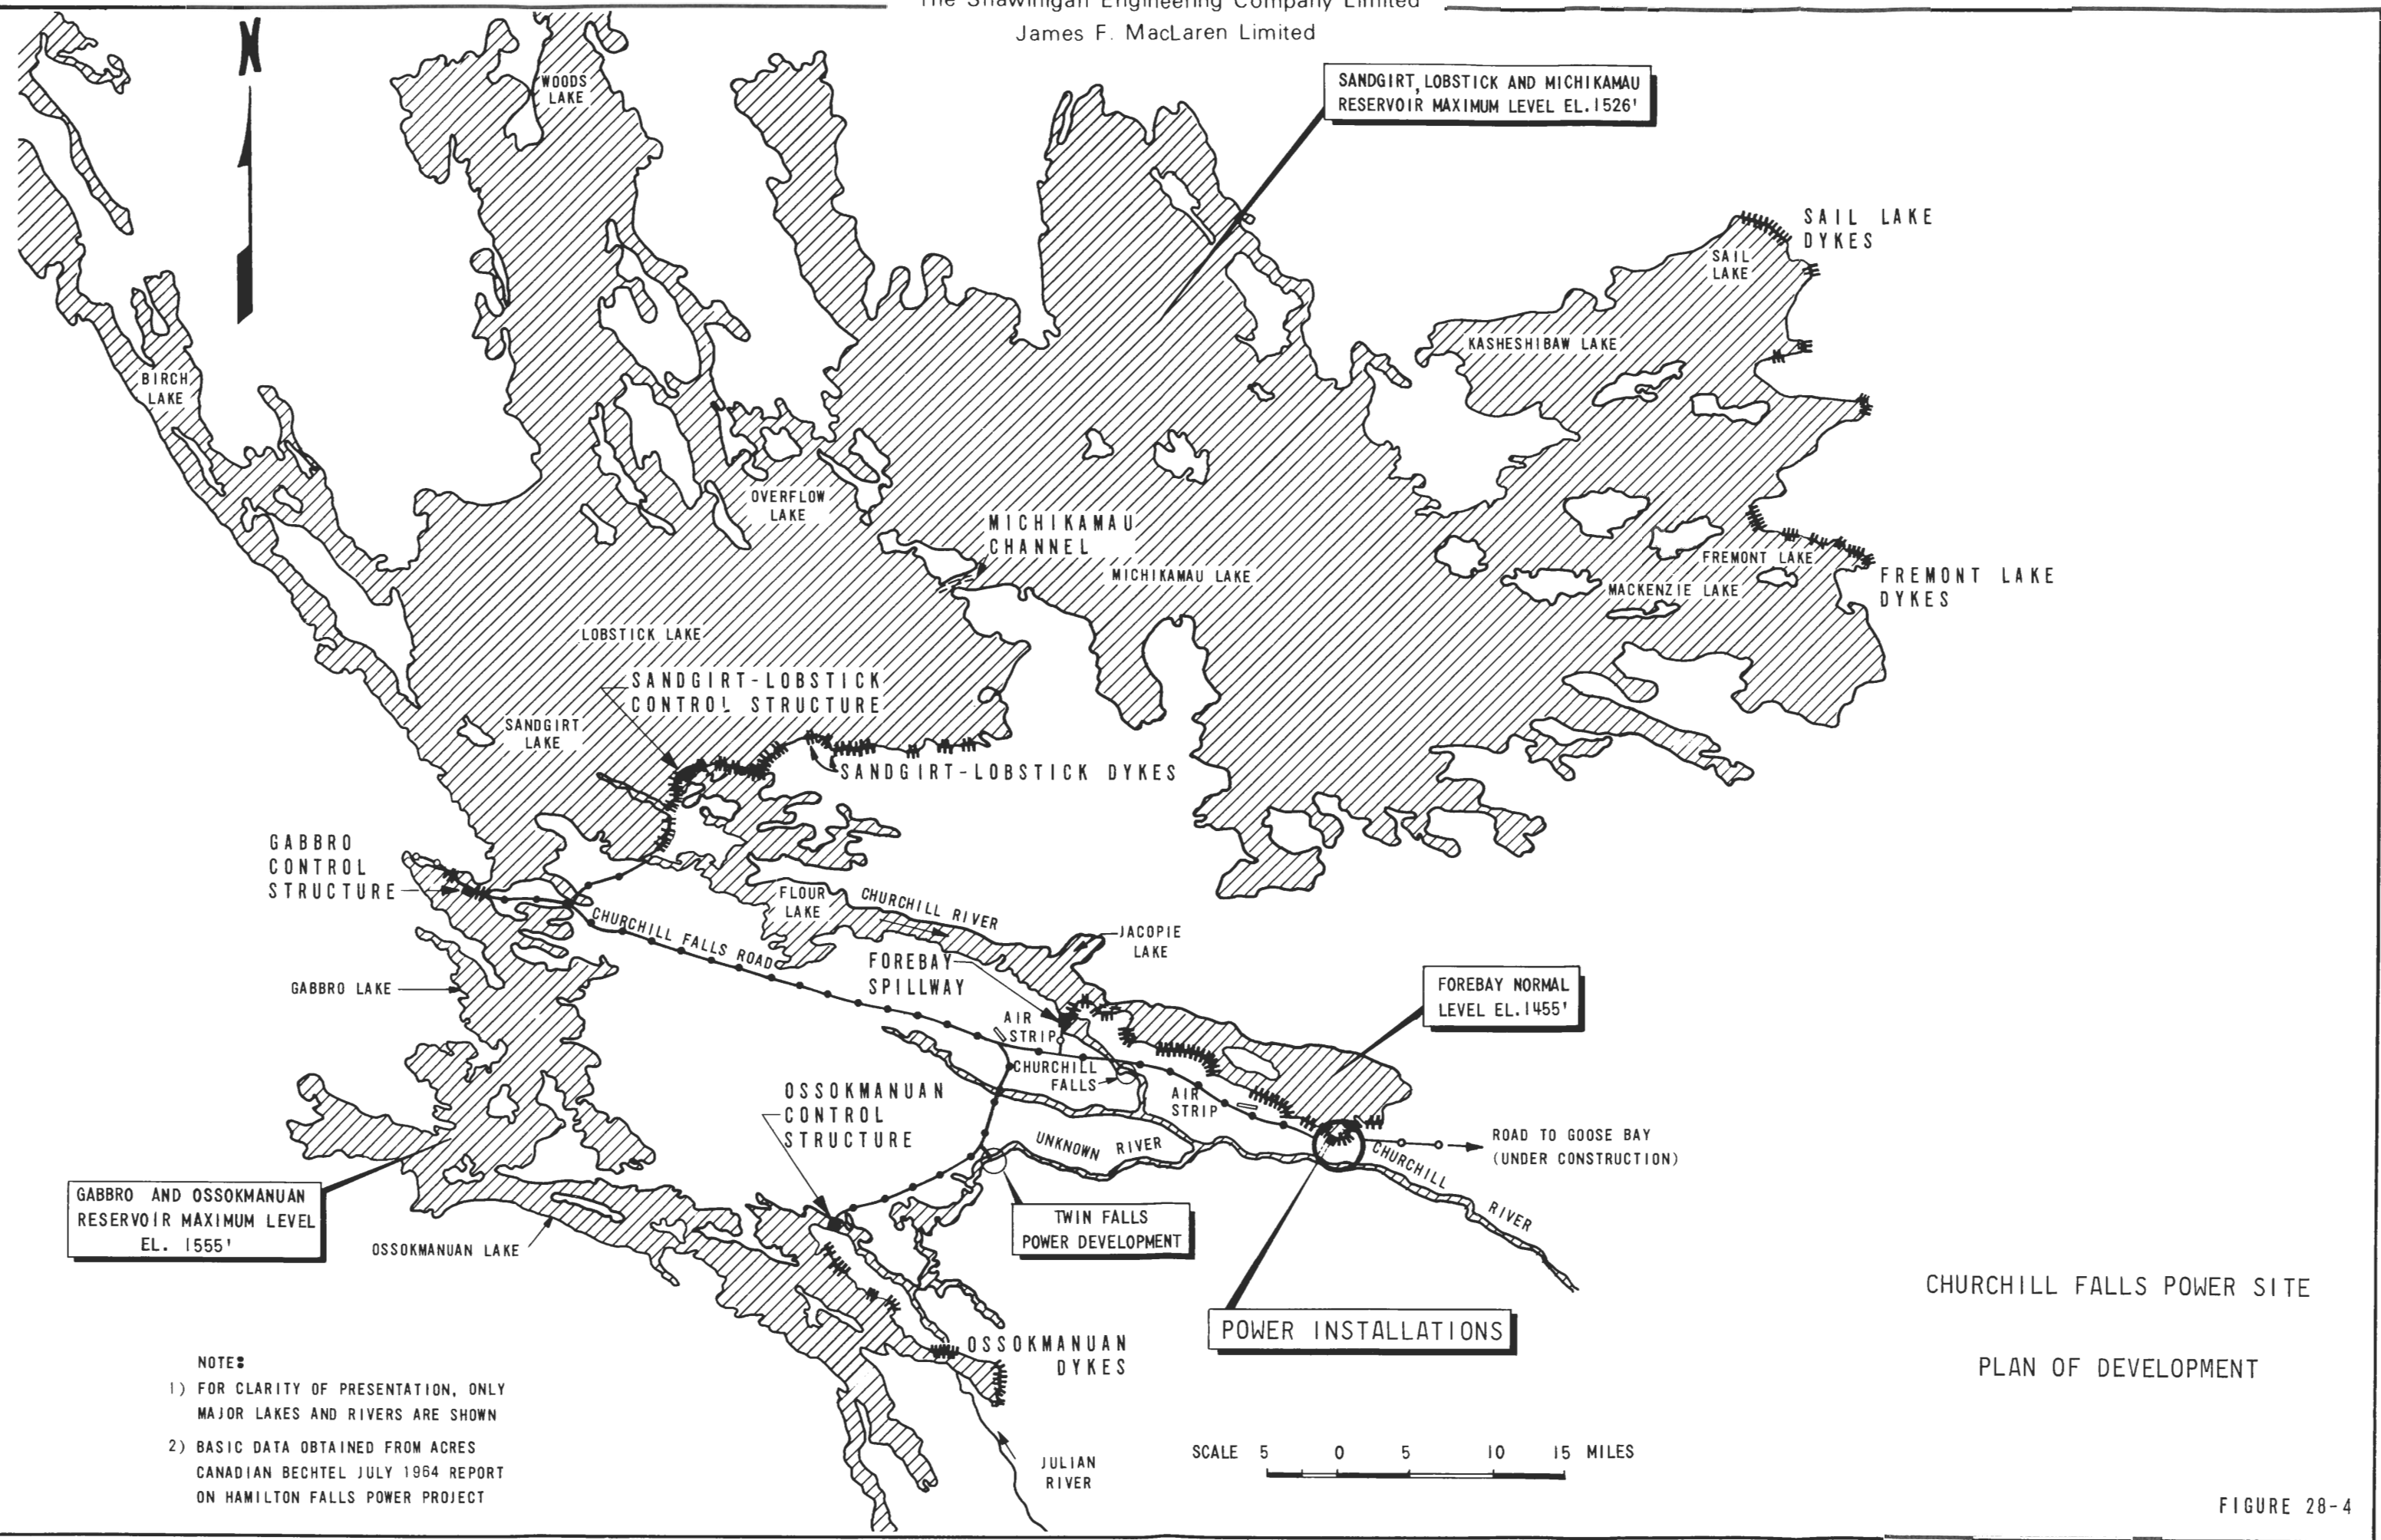 The Shawinigan Engineering Company Limited
James F. MacLaren Limited
N
WOODS
LAKE
SANDGIRT, LOBSTICK AND MICHIKAMAU
RESERVOIR MAXIMUM LEVEL EL. 1526'
SAIL LAKE
DYKES
SAIL
LAKE
KASHESHIBAW LAKE
BIRCH
LAKE
OVERFLOW
LAKE
MICHIKAMAU
CHANNEL
MICHIKAMAU LAKE
FREMONT LAKE
MACKENZIE LAKE
FREMONT LAKE
DYKES
LOBSTICK LAKE
SANDGIRT-LOBSTICK
CONTROL STRUCTURE
SANDGIRT
LAKE
SANDGIRT-LOBSTICK DYKES
GABBRO
CONTROL
STRUCTURE
FLOUR
LAKE
CHURCHILL RIVER
CHURCHILL FALLS ROAD
JACOPIE
LAKE
FOREBAY
SPILLWAY
GABBRO LAKE
FOREBAY NORMAL
LEVEL EL. 1455'
AIR
STRIP
CHURCHILL
FALLS
AIR
STRIP
OSSOKMANUAN
CONTROL
STRUCTURE
UNKNOWN RIVER
ROAD TO GOOSE BAY
(UNDER CONSTRUCTION)
CHURCHILL
RIVER
GABBRO AND OSSOKMANUAN
RESERVOIR MAXIMUM LEVEL
EL. 1555'
OSSOKMANUAN LAKE
TWIN FALLS
POWER DEVELOPMENT
POWER INSTALLATIONS
CHURCHILL FALLS POWER SITE
PLAN OF DEVELOPMENT
OSSOKMANUAN
DYKES
NOTE:
1) FOR CLARITY OF PRESENTATION, ONLY
MAJOR LAKES AND RIVERS ARE SHOWN
2) BASIC DATA OBTAINED FROM ACRES
CANADIAN BECHTEL JULY 1964 REPORT
ON HAMILTON FALLS POWER PROJECT
JULIAN
RIVER
SCALE 5 0 5 10 15 MILES
FIGURE 28-4